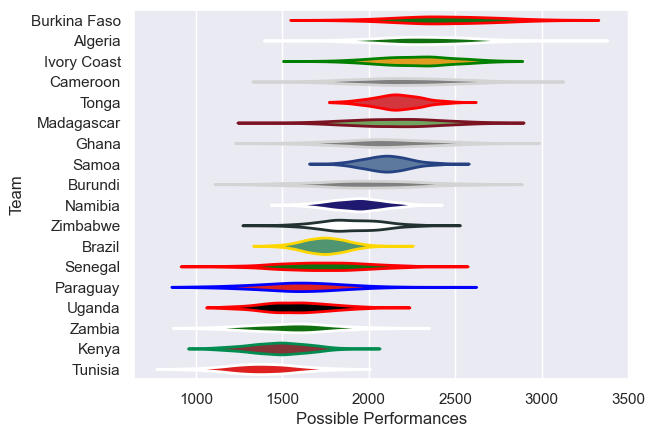 Burkina Faso
Algeria
Ivory Coast
Cameroon
Tonga
Madagascar
Ghana
Samoa
Burundi
Namibia
Zimbabwe
Brazil
Senegal
Paraguay
Uganda
Zambia
Kenya
Tunisia
Team
1000 1500 2000 2500 3000 3500
Possible Performances